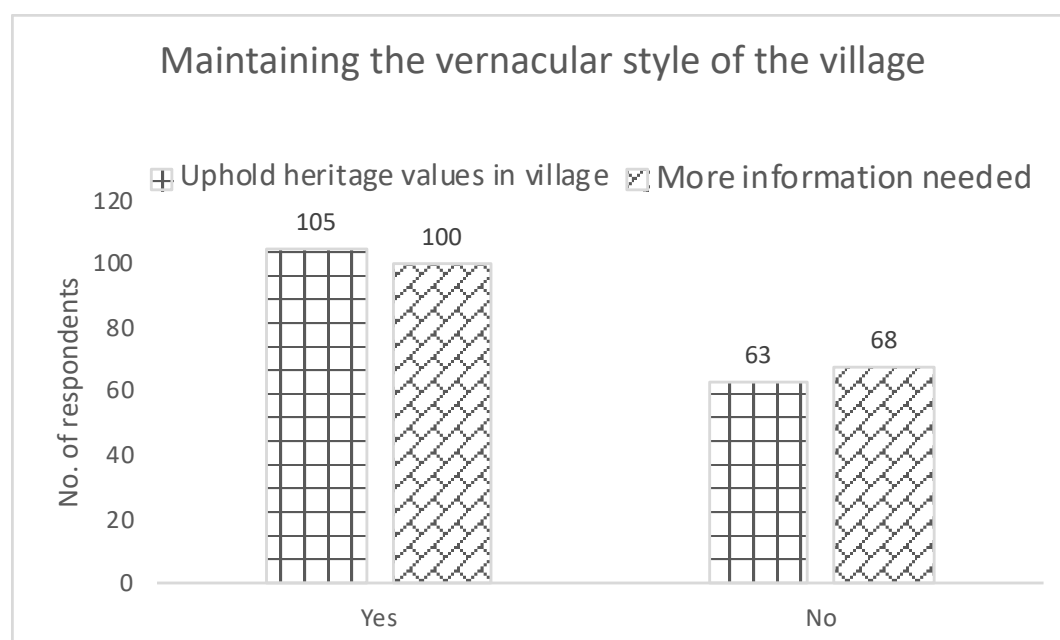 Maintaining the vernacular style of the village
Uphold heritage values in village More information needed
120
100
80
60
40
20
0
No. of respondents
105
100
63
68
Yes
No